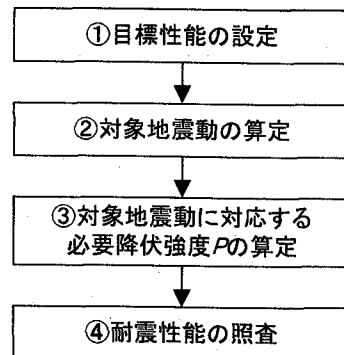 ①目標性能の設定
②対象地震動の算定
③対象地震動に対応する
必要降伏強度Pの算定
④耐震性能の照査